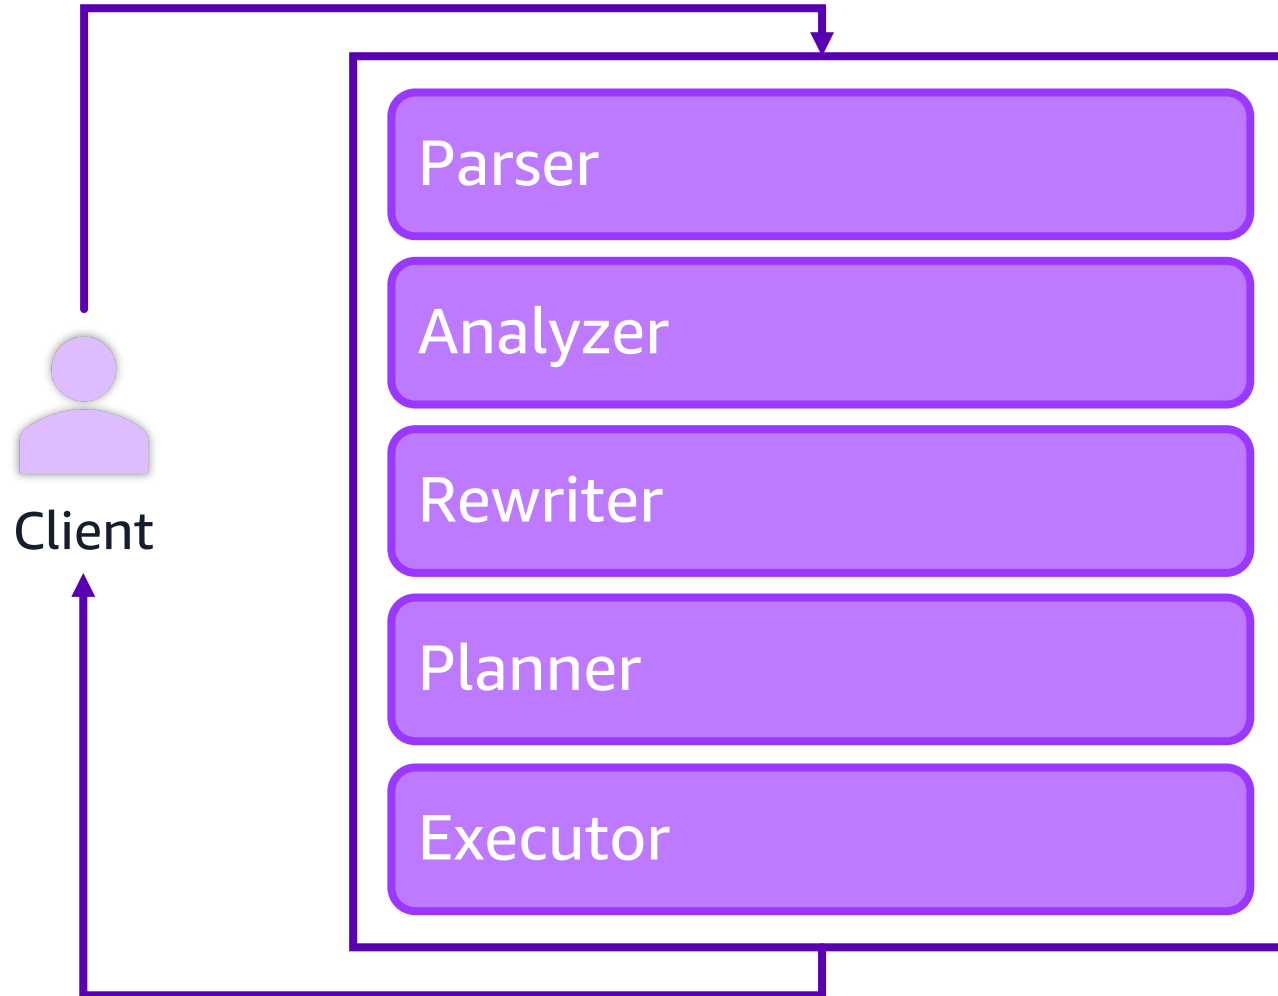 Parser
Analyzer
Rewriter
Client
Planner
Executor